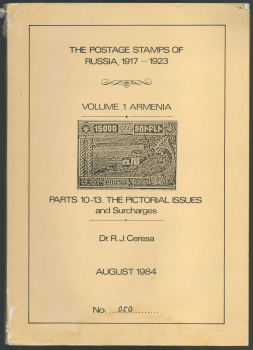 THE POSTAGE STAMPS OF
RUSSIA, 1917 – 1923
VOLUME 1 ARMENIA
15000
PARTS 10-13. THE PICTORIAL ISSUES
and Surcharges
Dr. R. J. Ceresa
AUGUST 1984
No. ...050.........